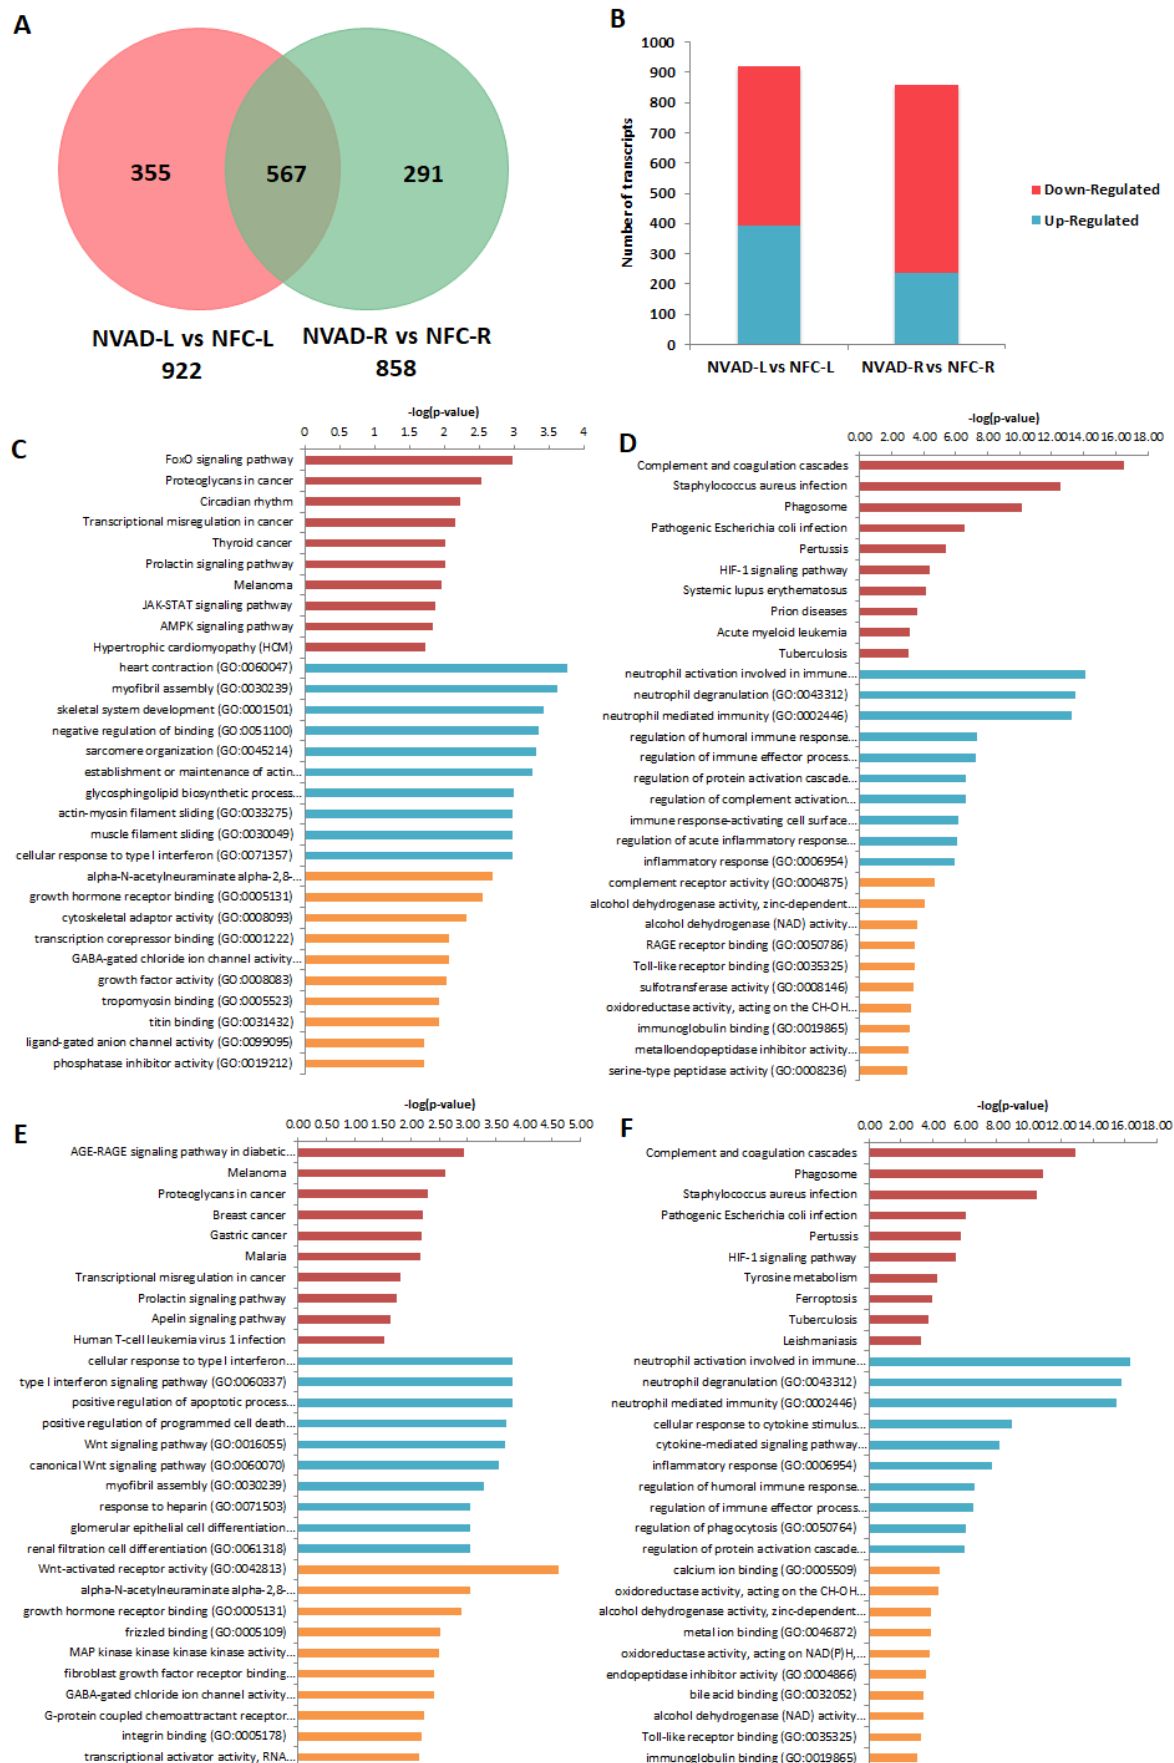 A
355
567
291
NVAD-L vs NFC-L
922
NVAD-R vs NFC-R
858
B
1000
900
800
700
600
500
400
300
200
100
0
Number of transcripts
NVAD-L vs NFC-L
NVAD-R vs NFC-R
Down-Regulated
Up-Regulated
C
-log(p-value)
0 0.5 1 1.5 2 2.5 3 3.5 4
FoxO signaling pathway
Proteoglycans in cancer
Circadian rhythm
Transcriptional misregulation in cancer
Thyroid cancer
Prolactin signaling pathway
Melanoma
JAK-STAT signaling pathway
AMPK signaling pathway
Hypertrophic cardiomyopathy (HCM)
heart contraction (GO:0060047)
myofibril assembly (GO:0030239)
skeletal system development (GO:0001501)
negative regulation of binding (GO:0051100)
sarcomere organization (GO:0045214)
establishment or maintenance of actin...
glycosphingolipid biosynthetic process...
actin-myosin filament sliding (GO:0033275)
muscle filament sliding (GO:0030049)
cellular response to type I interferon (GO:0071357)
alpha-N-acetylneuraminate alpha-2,8-...
growth hormone receptor binding (GO:0005131)
cytoskeletal adaptor activity (GO:0008093)
transcription corepressor binding (GO:0001222)
GABA-gated chloride ion channel activity...
growth factor activity (GO:0008083)
tropomyosin binding (GO:0005523)
titin binding (GO:0031432)
ligand-gated anion channel activity (GO:0099095)
phosphatase inhibitor activity (GO:0019212)
D
-log(p-value)
0.00 2.00 4.00 6.00 8.00 10.00 12.00 14.00 16.00 18.00
Complement and coagulation cascades
Staphylococcus aureus infection
Phagosome
Pathogenic Escherichia coli infection
Pertussis
HIF-1 signaling pathway
Systemic lupus erythematosus
Prion diseases
Acute myeloid leukemia
Tuberculosis
neutrophil activation involved in immune...
neutrophil degranulation (GO:0043312)
neutrophil mediated immunity (GO:0002446)
regulation of humoral immune response...
regulation of immune effector process...
regulation of protein activation cascade...
regulation of complement activation...
immune response-activating cell surface...
regulation of acute inflammatory response...
inflammatory response (GO:0006954)
complement receptor activity (GO:0004875)
alcohol dehydrogenase activity, zinc-dependent...
alcohol dehydrogenase (NAD) activity...
RAGE receptor binding (GO:0050786)
Toll-like receptor binding (GO:0035325)
sulfotransferase activity (GO:0008146)
oxidoreductase activity, acting on the CH-OH...
immunoglobulin binding (GO:0019865)
metalloendopeptidase inhibitor activity...
serine-type peptidase activity (GO:0008236)
E
-log(p-value)
0.00 0.50 1.00 1.50 2.00 2.50 3.00 3.50 4.00 4.50 5.00
AGE-RAGE signaling pathway in diabetic...
Melanoma
Proteoglycans in cancer
Breast cancer
Gastric cancer
Malaria
Transcriptional misregulation in cancer
Prolactin signaling pathway
Apelin signaling pathway
Human T-cell leukemia virus 1 infection
cellular response to type I interferon...
type I interferon signaling pathway (GO:0060337)
positive regulation of apoptotic process...
positive regulation of programmed cell death...
Wnt signaling pathway (GO:0016055)
canonical Wnt signaling pathway (GO:0060070)
myofibril assembly (GO:0030239)
response to heparin (GO:0071503)
glomerular epithelial cell differentiation...
renal filtration cell differentiation (GO:0061318)
Wnt-activated receptor activity (GO:0042813)
alpha-N-acetylneuraminate alpha-2,8-...
growth hormone receptor binding (GO:0005131)
frizzled binding (GO:0005109)
MAP kinase kinase kinase kinase activity...
fibroblast growth factor receptor binding...
GABA-gated chloride ion channel activity...
G-protein coupled chemoattractant receptor...
integrin binding (GO:0005178)
transcriptional activator activity, RNA...
F
-log(p-value)
0.00 2.00 4.00 6.00 8.00 10.00 12.00 14.00 16.00 18.00
Complement and coagulation cascades
Phagosome
Staphylococcus aureus infection
Pathogenic Escherichia coli infection
Pertussis
HIF-1 signaling pathway
Tyrosine metabolism
Ferroptosis
Tuberculosis
Leishmaniasis
neutrophil activation involved in immune...
neutrophil degranulation (GO:0043312)
neutrophil mediated immunity (GO:0002446)
cellular response to cytokine stimulus...
cytokine-mediated signaling pathway...
inflammatory response (GO:0006954)
regulation of humoral immune response...
regulation of immune effector process...
regulation of phagocytosis (GO:0050764)
regulation of protein activation cascade...
calcium ion binding (GO:0005509)
oxidoreductase activity, acting on the CH-OH...
alcohol dehydrogenase activity, zinc-dependent...
metal ion binding (GO:0046872)
oxidoreductase activity, acting on NAD(P)H,...
endopeptidase inhibitor activity (GO:0004866)
bile acid binding (GO:0032052)
alcohol dehydrogenase (NAD) activity...
Toll-like receptor binding (GO:0035325)
immunoglobulin binding (GO:0019865)